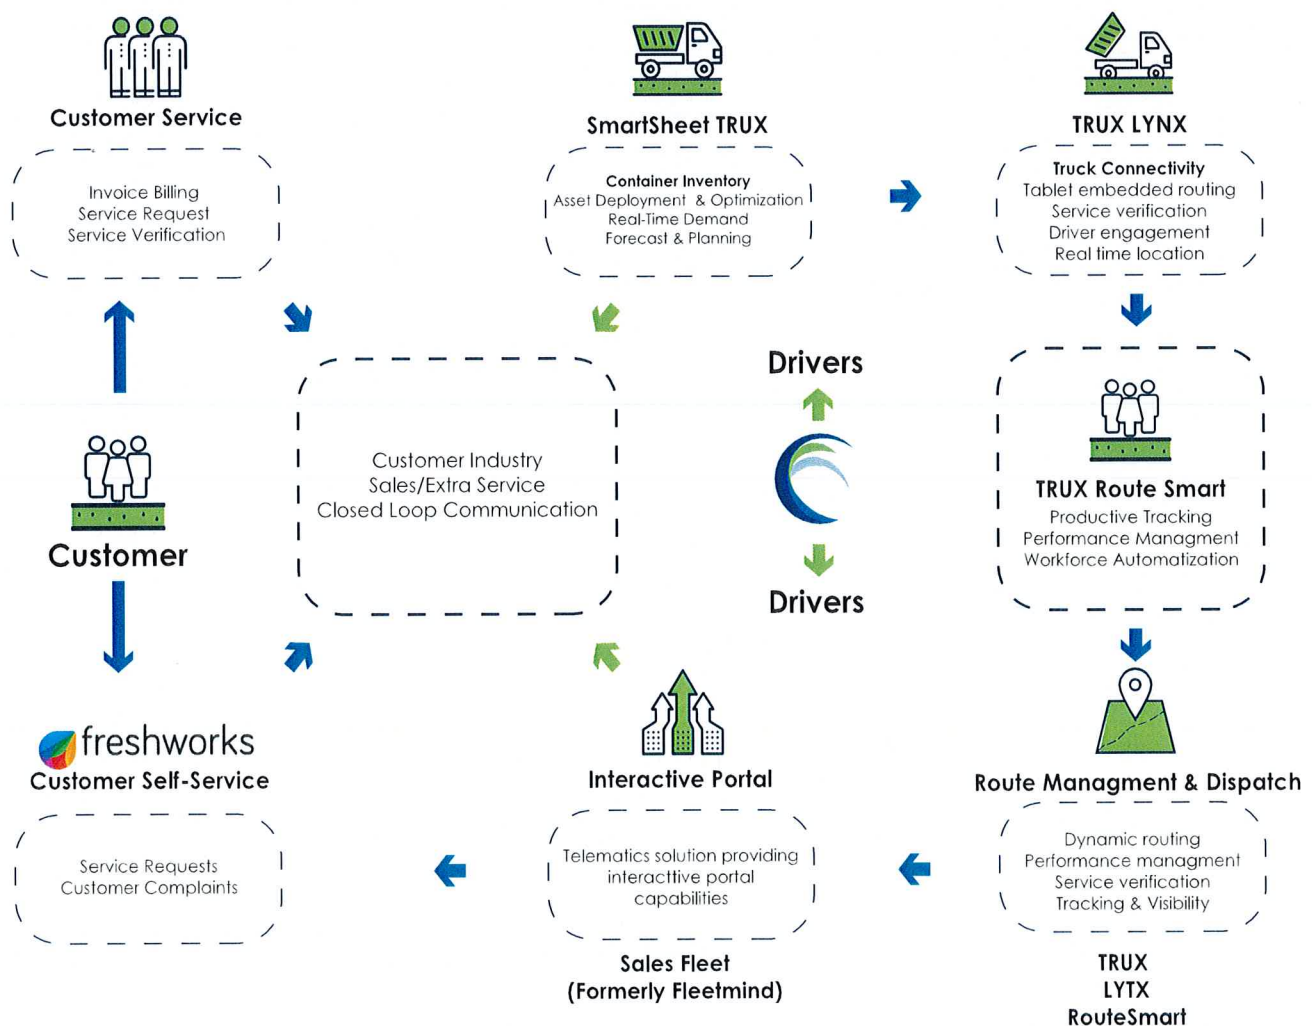 Customer Service
Invoice Billing
Service Request
Service Verification
SmartSheet TRUX
Container Inventory
Asset Deployment & Optimization
Real-Time Demand
Forecast & Planning
TRUX LYNX
Truck Connectivity
Tablet embedded routing
Service verification
Driver engagement
Real time location
Customer
Customer Industry
Sales/Extra Service
Closed Loop Communication
Drivers
Drivers
TRUX Route Smart
Productive Tracking
Performance Managment
Workforce Automatization
freshworks
Customer Self-Service
Service Requests
Customer Complaints
Interactive Portal
Telematics solution providing
interacttive portal
capabilities
Sales Fleet
(Formerly Fleetmind)
Route Managment & Dispatch
Dynamic routing
Performance managment
Service verification
Tracking & Visibility
TRUX
LYTX
RouteSmart